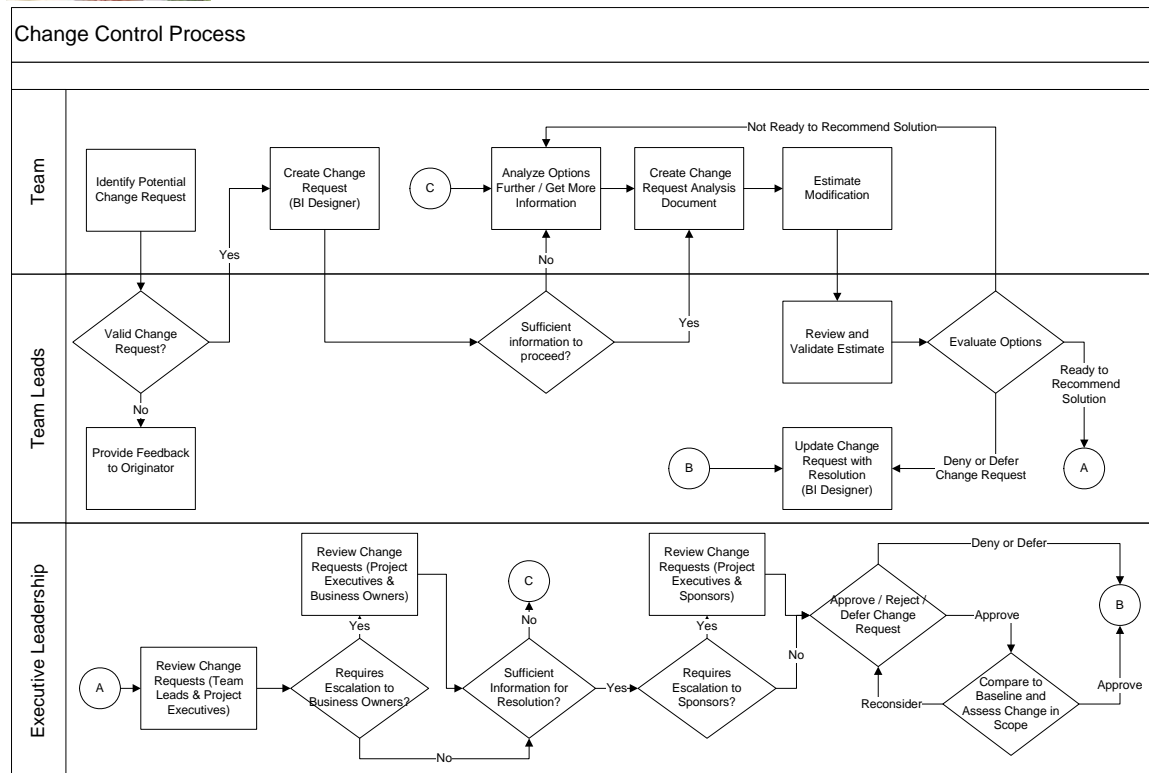 Change Control Process
Team
Identify Potential
Change Request
Create Change
Request
(BI Designer)
C
Analyze Options
Further / Get More
Information
Create Change
Request Analysis
Document
Estimate
Modification
Not Ready to Recommend Solution
Yes
No
Team Leads
Valid Change
Request?
No
Provide Feedback
to Originator
Sufficient
information to
proceed?
Yes
Review and
Validate Estimate
Evaluate Options
Ready to
Recommend
Solution
A
Deny or Defer
Change Request
B
Update Change
Request with
Resolution
(BI Designer)
Executive Leadership
A
Review Change
Requests (Team
Leads & Project
Executives)
Requires
Escalation to
Business Owners?
Yes
No
Review Change
Requests (Project
Executives &
Business Owners)
Sufficient
Information for
Resolution?
No
C
Yes
Requires
Escalation to
Sponsors?
Yes
No
Review Change
Requests (Project
Executives &
Sponsors)
Approve / Reject /
Defer Change
Request
Deny or Defer
Approve
Compare to
Baseline and
Assess Change in
Scope
Reconsider
Approve
B